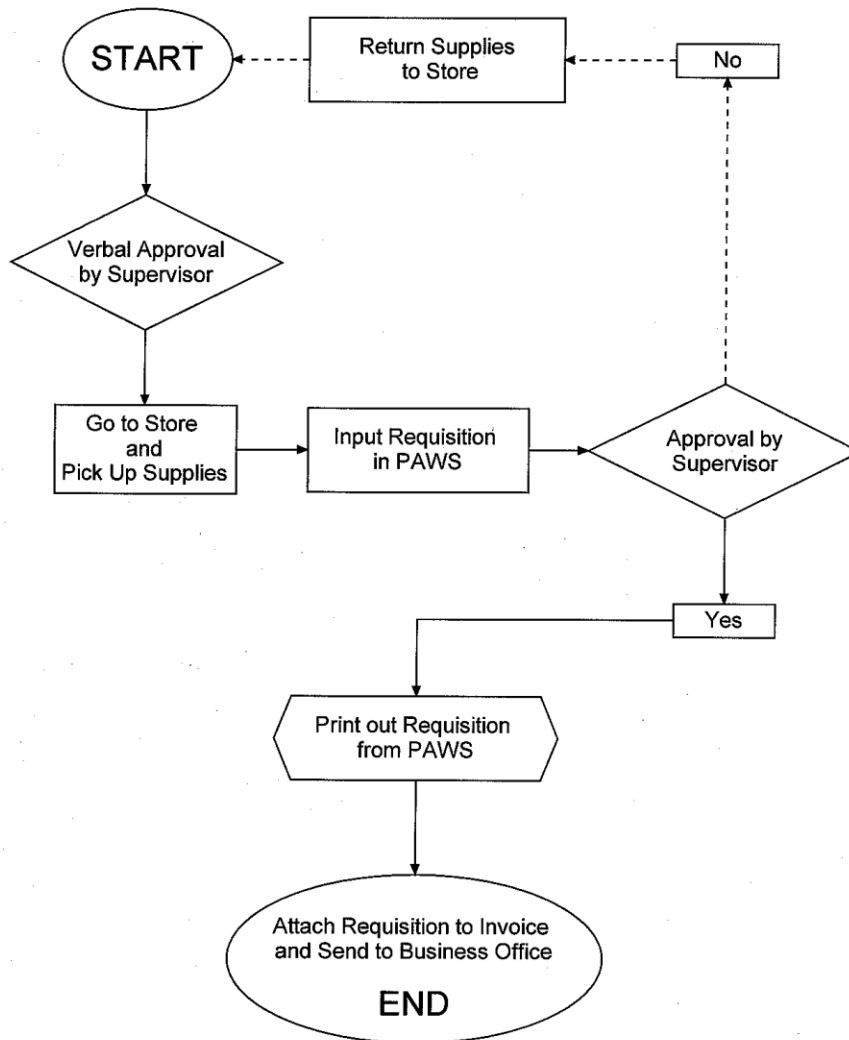 START
Return Supplies
to Store
No
Verbal Approval
by Supervisor
Go to Store
and
Pick Up Supplies
Input Requisition
in PAWS
Approval by
Supervisor
Yes
Print out Requisition
from PAWS
Attach Requisition to Invoice
and Send to Business Office
END